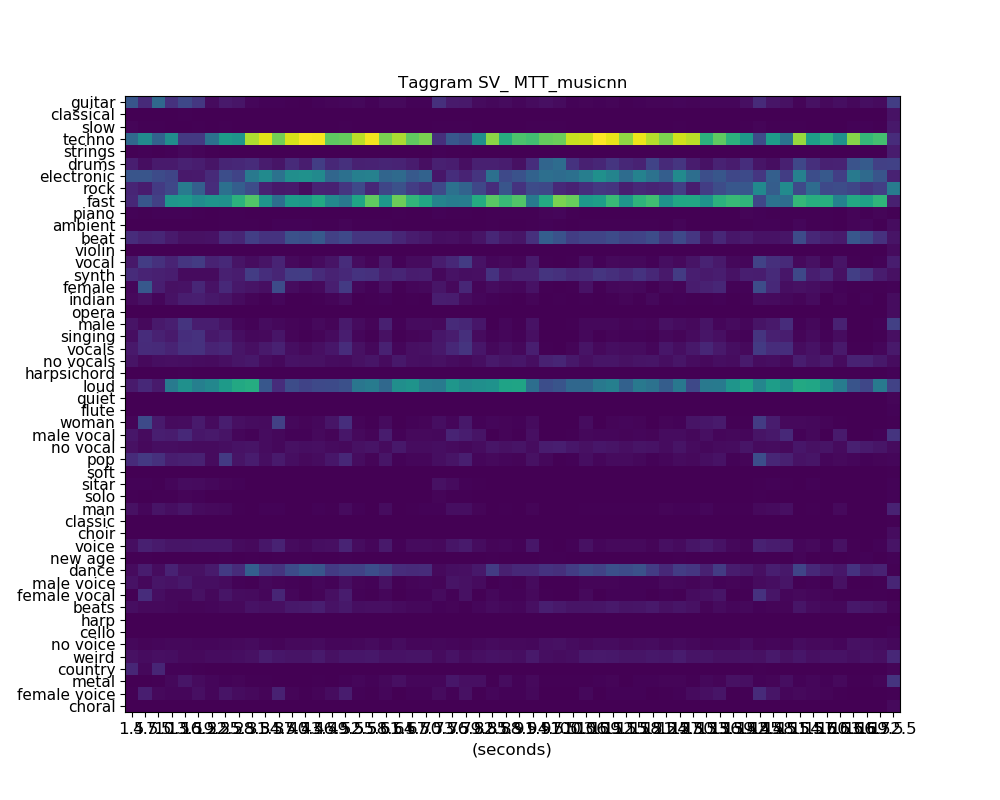 Taggram SV_ MTT_musicnn
guitar
classical
slow
techno
strings
drums
electronic
rock
fast
piano
ambient
beat
violin
vocal
synth
female
indian
opera
male
singing
vocals
no vocals
harpsichord
loud
quiet
flute
woman
male vocal
no vocal
pop
soft
sitar
solo
man
classic
choir
voice
new age
dance
male voice
female vocal
beats
harp
cello
no voice
weird
country
metal
female voice
choral
(seconds)